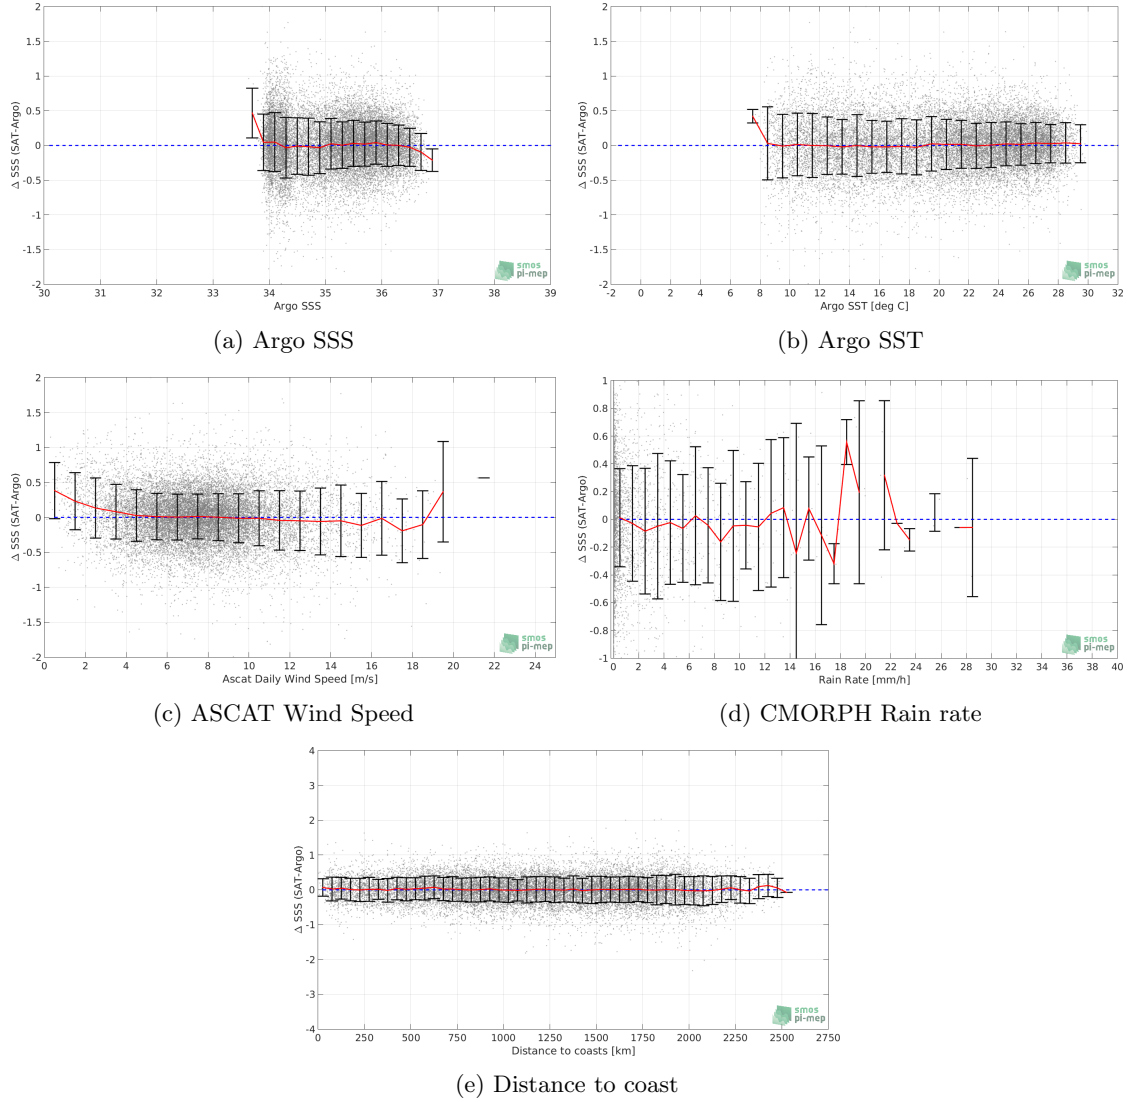 2
1.5
1
0.5
0
-0.5
-1
-1.5
-2
Δ SSS (SAT-Argo)
30 31 32 33 34 35 36 37 38 39
Argo SSS
smos
pi-mep
(a) Argo SSS
2
1.5
1
0.5
0
-0.5
-1
-1.5
-2
Δ SSS (SAT-Argo)
-2 0 2 4 6 8 10 12 14 16 18 20 22 24 26 28 30 32
Argo SST [deg C]
smos
pi-mep
(b) Argo SST
2
1.5
1
0.5
0
-0.5
-1
-1.5
-2
Δ SSS (SAT-Argo)
0 2 4 6 8 10 12 14 16 18 20 22 24
Ascat Daily Wind Speed [m/s]
smos
pi-mep
(c) ASCAT Wind Speed
1
0.8
0.6
0.4
0.2
0
-0.2
-0.4
-0.6
-0.8
-1
Δ SSS (SAT-Argo)
0 2 4 6 8 10 12 14 16 18 20 22 24 26 28 30 32 34 36 38 40
Rain Rate [mm/h]
smos
pi-mep
(d) CMORPH Rain rate
4
3
2
1
0
-1
-2
-3
-4
Δ SSS (SAT-Argo)
0 250 500 750 1000 1250 1500 1750 2000 2250 2500 2750
Distance to coasts [km]
smos
pi-mep
(e) Distance to coast